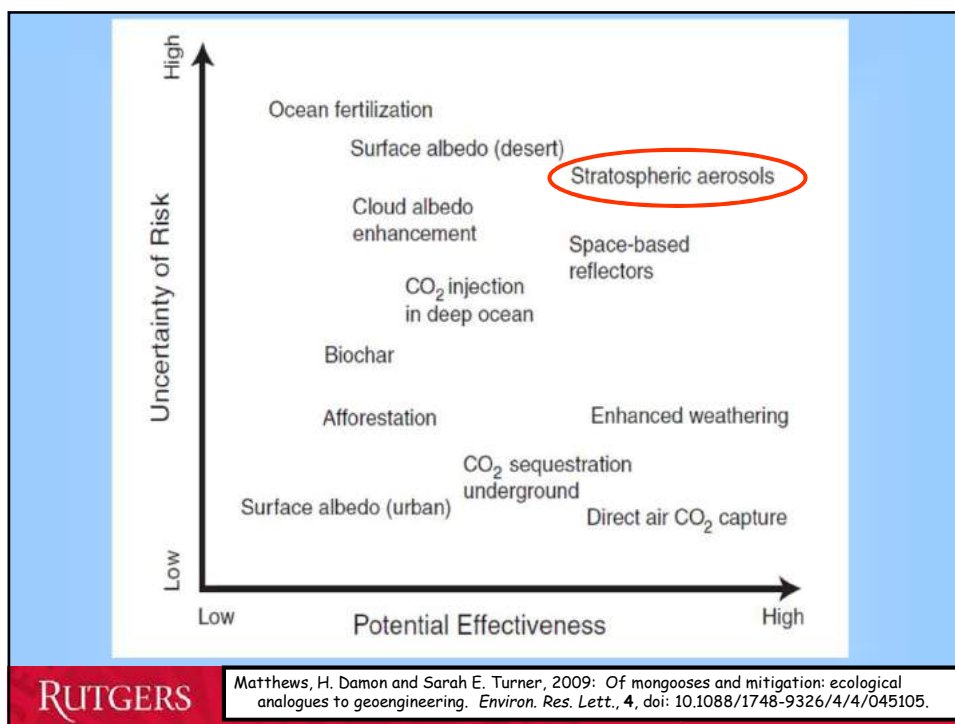 High
Ocean fertilization
Surface albedo (desert)
Stratospheric aerosols
Cloud albedo
enhancement
Space-based
reflectors
CO₂ injection
in deep ocean
Biochar
Afforestation
Enhanced weathering
CO₂ sequestration
underground
Surface albedo (urban)
Direct air CO₂ capture
Uncertainty of Risk
Low
Low
Potential Effectiveness
High
RUTGERS
Matthews, H. Damon and Sarah E. Turner, 2009: Of mongooses and mitigation: ecological
analogues to geoengineering. Environ. Res. Lett., 4, doi: 10.1088/1748-9326/4/4/045105.